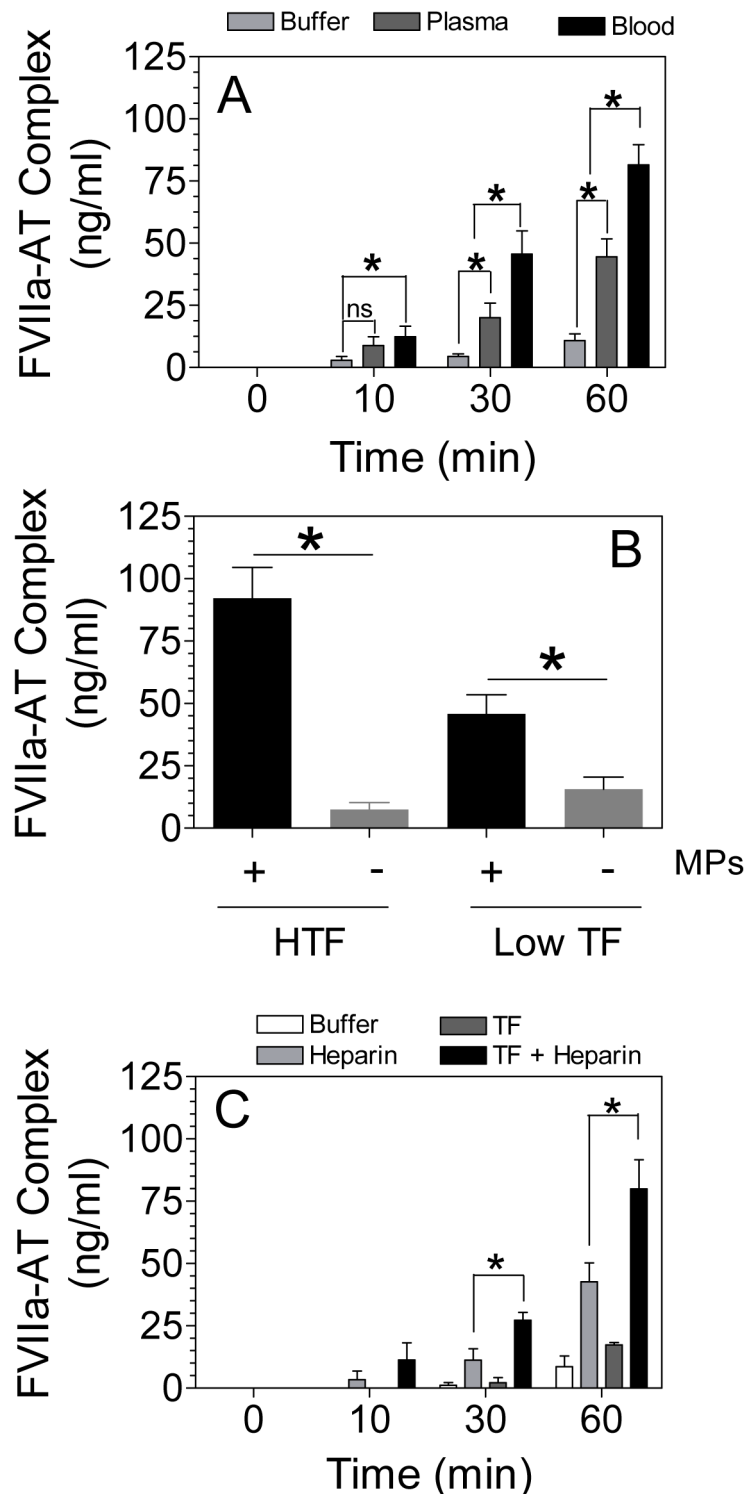 Buffer Plasma Blood
A
FVIIa-AT Complex
(ng/ml)
125
100
75
50
25
0
* * * * * ns
0 10 30 60
Time (min)
B
FVIIa-AT Complex
(ng/ml)
125
100
75
50
25
0
* *
+ - + - MPs
HTF Low TF
Buffer TF
Heparin TF + Heparin
C
FVIIa-AT Complex
(ng/ml)
125
100
75
50
25
0
* *
0 10 30 60
Time (min)